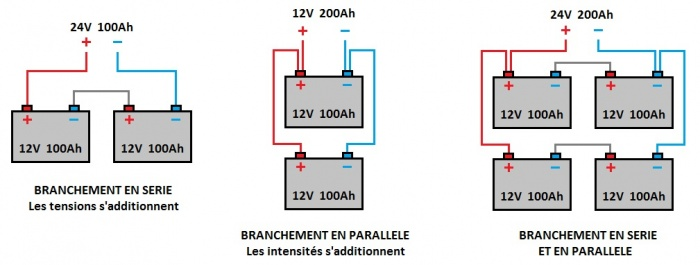 24V 100Ah
+ −
+ − + −
12V 100Ah 12V 100Ah
BRANCHEMENT EN SERIE
Les tensions s'additionnent
12V 200Ah
+ −
+ −
12V 100Ah
+ −
12V 100Ah
BRANCHEMENT EN PARALLELE
Les intensités s'additionnent
24V 200Ah
+ −
+ − + −
12V 100Ah 12V 100Ah
+ − + −
12V 100Ah 12V 100Ah
BRANCHEMENT EN SERIE
ET EN PARALLELE